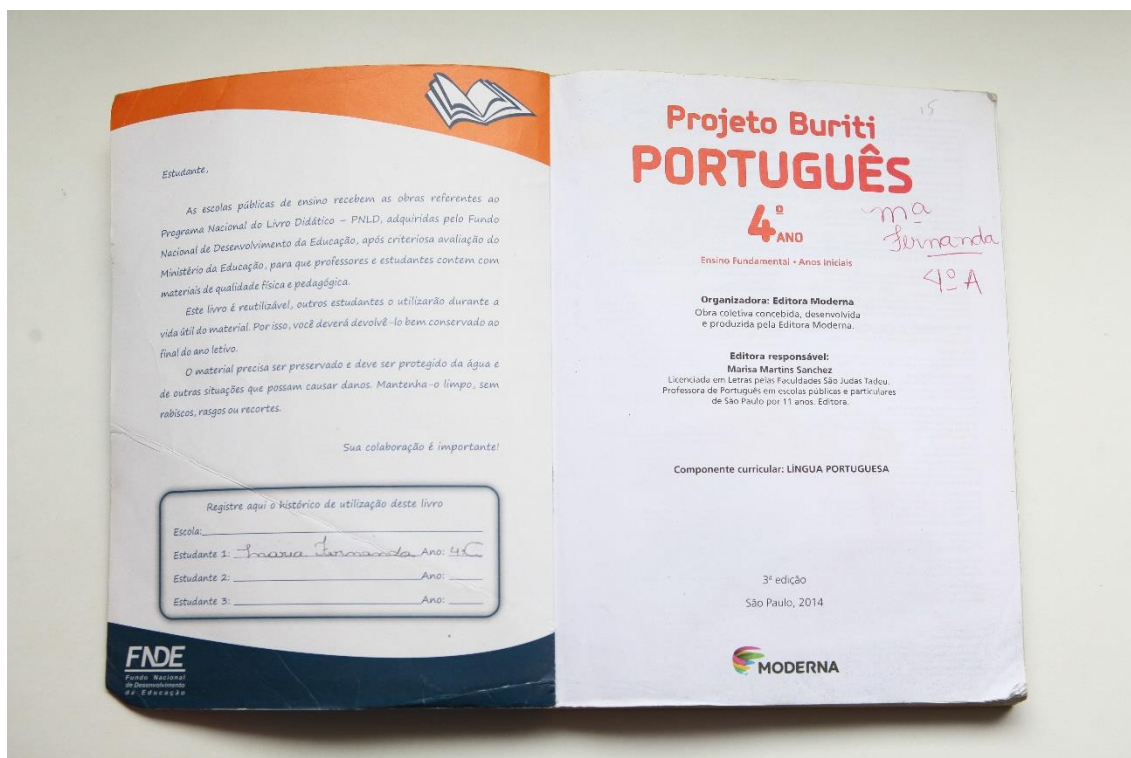 Estudante,
As escolas públicas de ensino recebem as obras referentes ao
Programa Nacional do Livro Didático – PNLD, adquiridas pelo Fundo
Nacional de Desenvolvimento da Educação, após criteriosa avaliação do
Ministério da Educação, para que professores e estudantes contem com
materiais de qualidade física e pedagógica.
Este livro é reutilizável, outros estudantes o utilizarão durante a
vida útil do material. Por isso, você deverá devolvê-lo bem conservado ao
final do ano letivo.
O material precisa ser preservado e deve ser protegido da água e
de outras situações que possam causar danos. Mantenha-o limpo, sem
rabiscos, rasgos ou recortes.
Sua colaboração é importante!
Registre aqui o histórico de utilização deste livro
Escola:
Estudante 1: Maria Fernanda Ano: 4.C
Estudante 2: Ano:
Estudante 3: Ano:
FNDE
Fundo Nacional
de Desenvolvimento
da Educação
15
Projeto Buriti
PORTUGUÊS
4º ANO
Mª
Fernanda
4º A
Ensino Fundamental • Anos Iniciais
Organizadora: Editora Moderna
Obra coletiva concebida, desenvolvida
e produzida pela Editora Moderna.
Editora responsável:
Marisa Martins Sanchez
Licenciada em Letras pelas Faculdades São Judas Tadeu.
Professora de Português em escolas públicas e particulares
de São Paulo por 11 anos. Editora.
Componente curricular: LÍNGUA PORTUGUESA
3ª edição
São Paulo, 2014
MODERNA